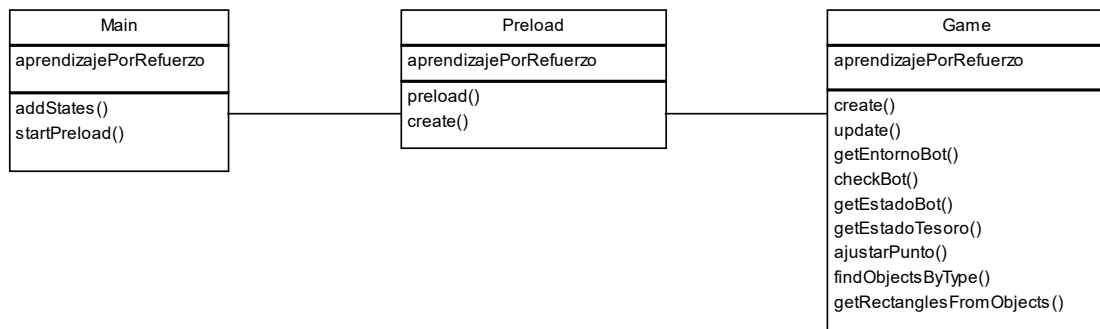 Main
aprendizajePorRefuerzo
addStates()
startPreload()
Preload
aprendizajePorRefuerzo
preload()
create()
Game
aprendizajePorRefuerzo
create()
update()
getEntornoBot()
checkBot()
getEstadoBot()
getEstadoTesoro()
ajustarPunto()
findObjectsByType()
getRectanglesFromObjects()